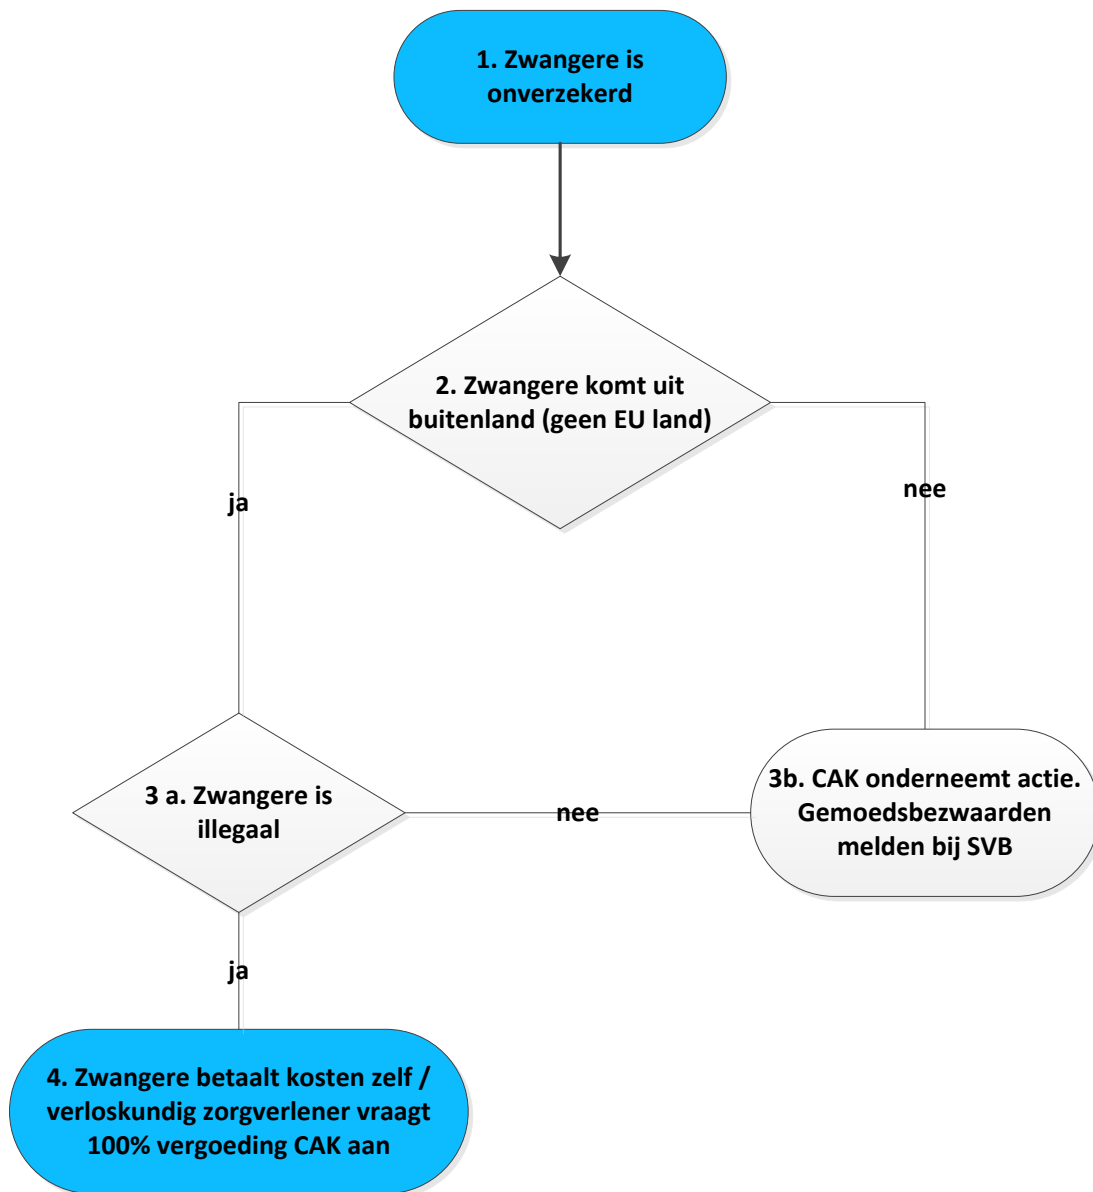 1. Zwangere is
onverzekerd
2. Zwangere komt uit
buitenland (geen EU land)
ja
nee
3 a. Zwangere is
illegaal
nee
3b. CAK onderneemt actie.
Gemoedsbezwaarden
melden bij SVB
ja
4. Zwangere betaalt kosten zelf /
verloskundig zorgverlener vraagt
100% vergoeding CAK aan